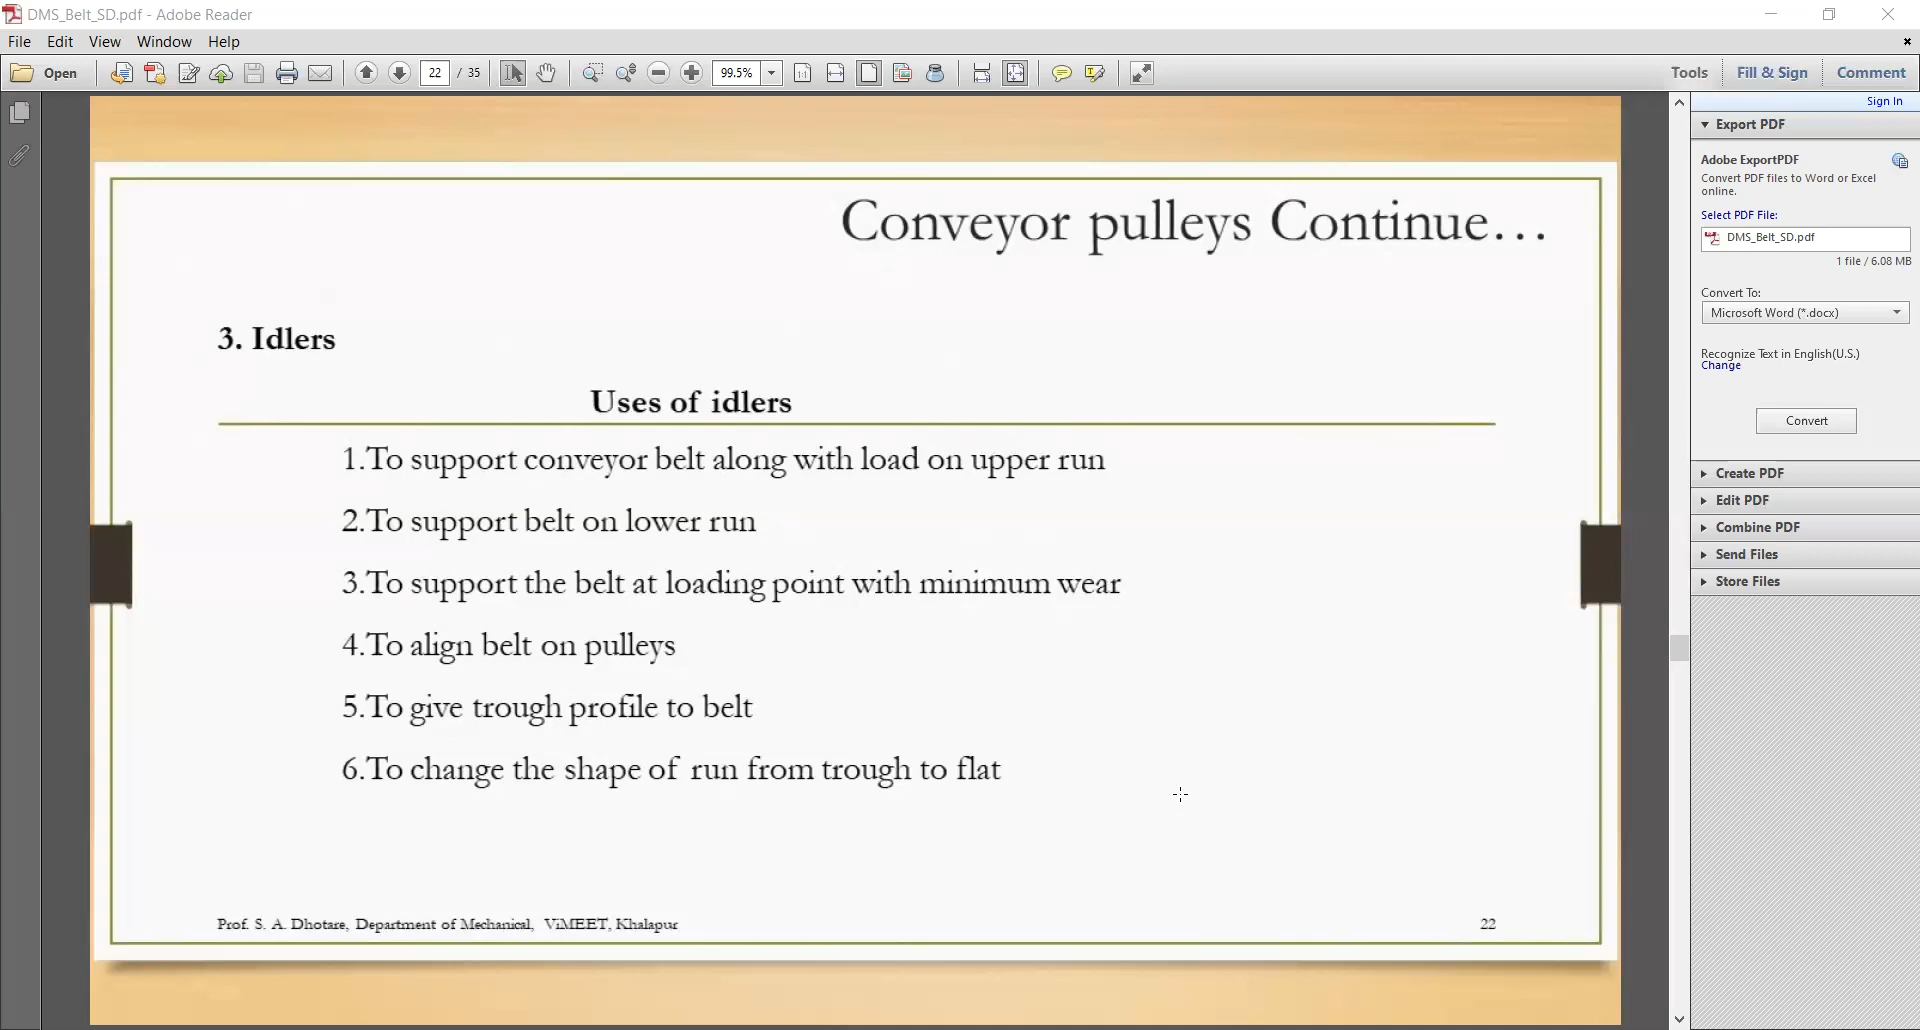 DMS_Belt_SD.pdf - Adobe Reader
File Edit View Window Help
Open 22 / 35 99.5% Tools Fill & Sign Comment
Sign In
Export PDF
Adobe ExportPDF
Convert PDF files to Word or Excel
online.
Select PDF File:
DMS_Belt_SD.pdf
1 file / 6.08 MB
Convert To:
Microsoft Word (*.docx)
Recognize Text in English(U.S.)
Change
Convert
Create PDF
Edit PDF
Combine PDF
Send Files
Store Files
Conveyor pulleys Continue…
3. Idlers
Uses of idlers
1.To support conveyor belt along with load on upper run
2.To support belt on lower run
3.To support the belt at loading point with minimum wear
4.To align belt on pulleys
5.To give trough profile to belt
6.To change the shape of run from trough to flat
Prof. S. A. Dhotare, Department of Mechanical, ViMEET, Khalapur 22